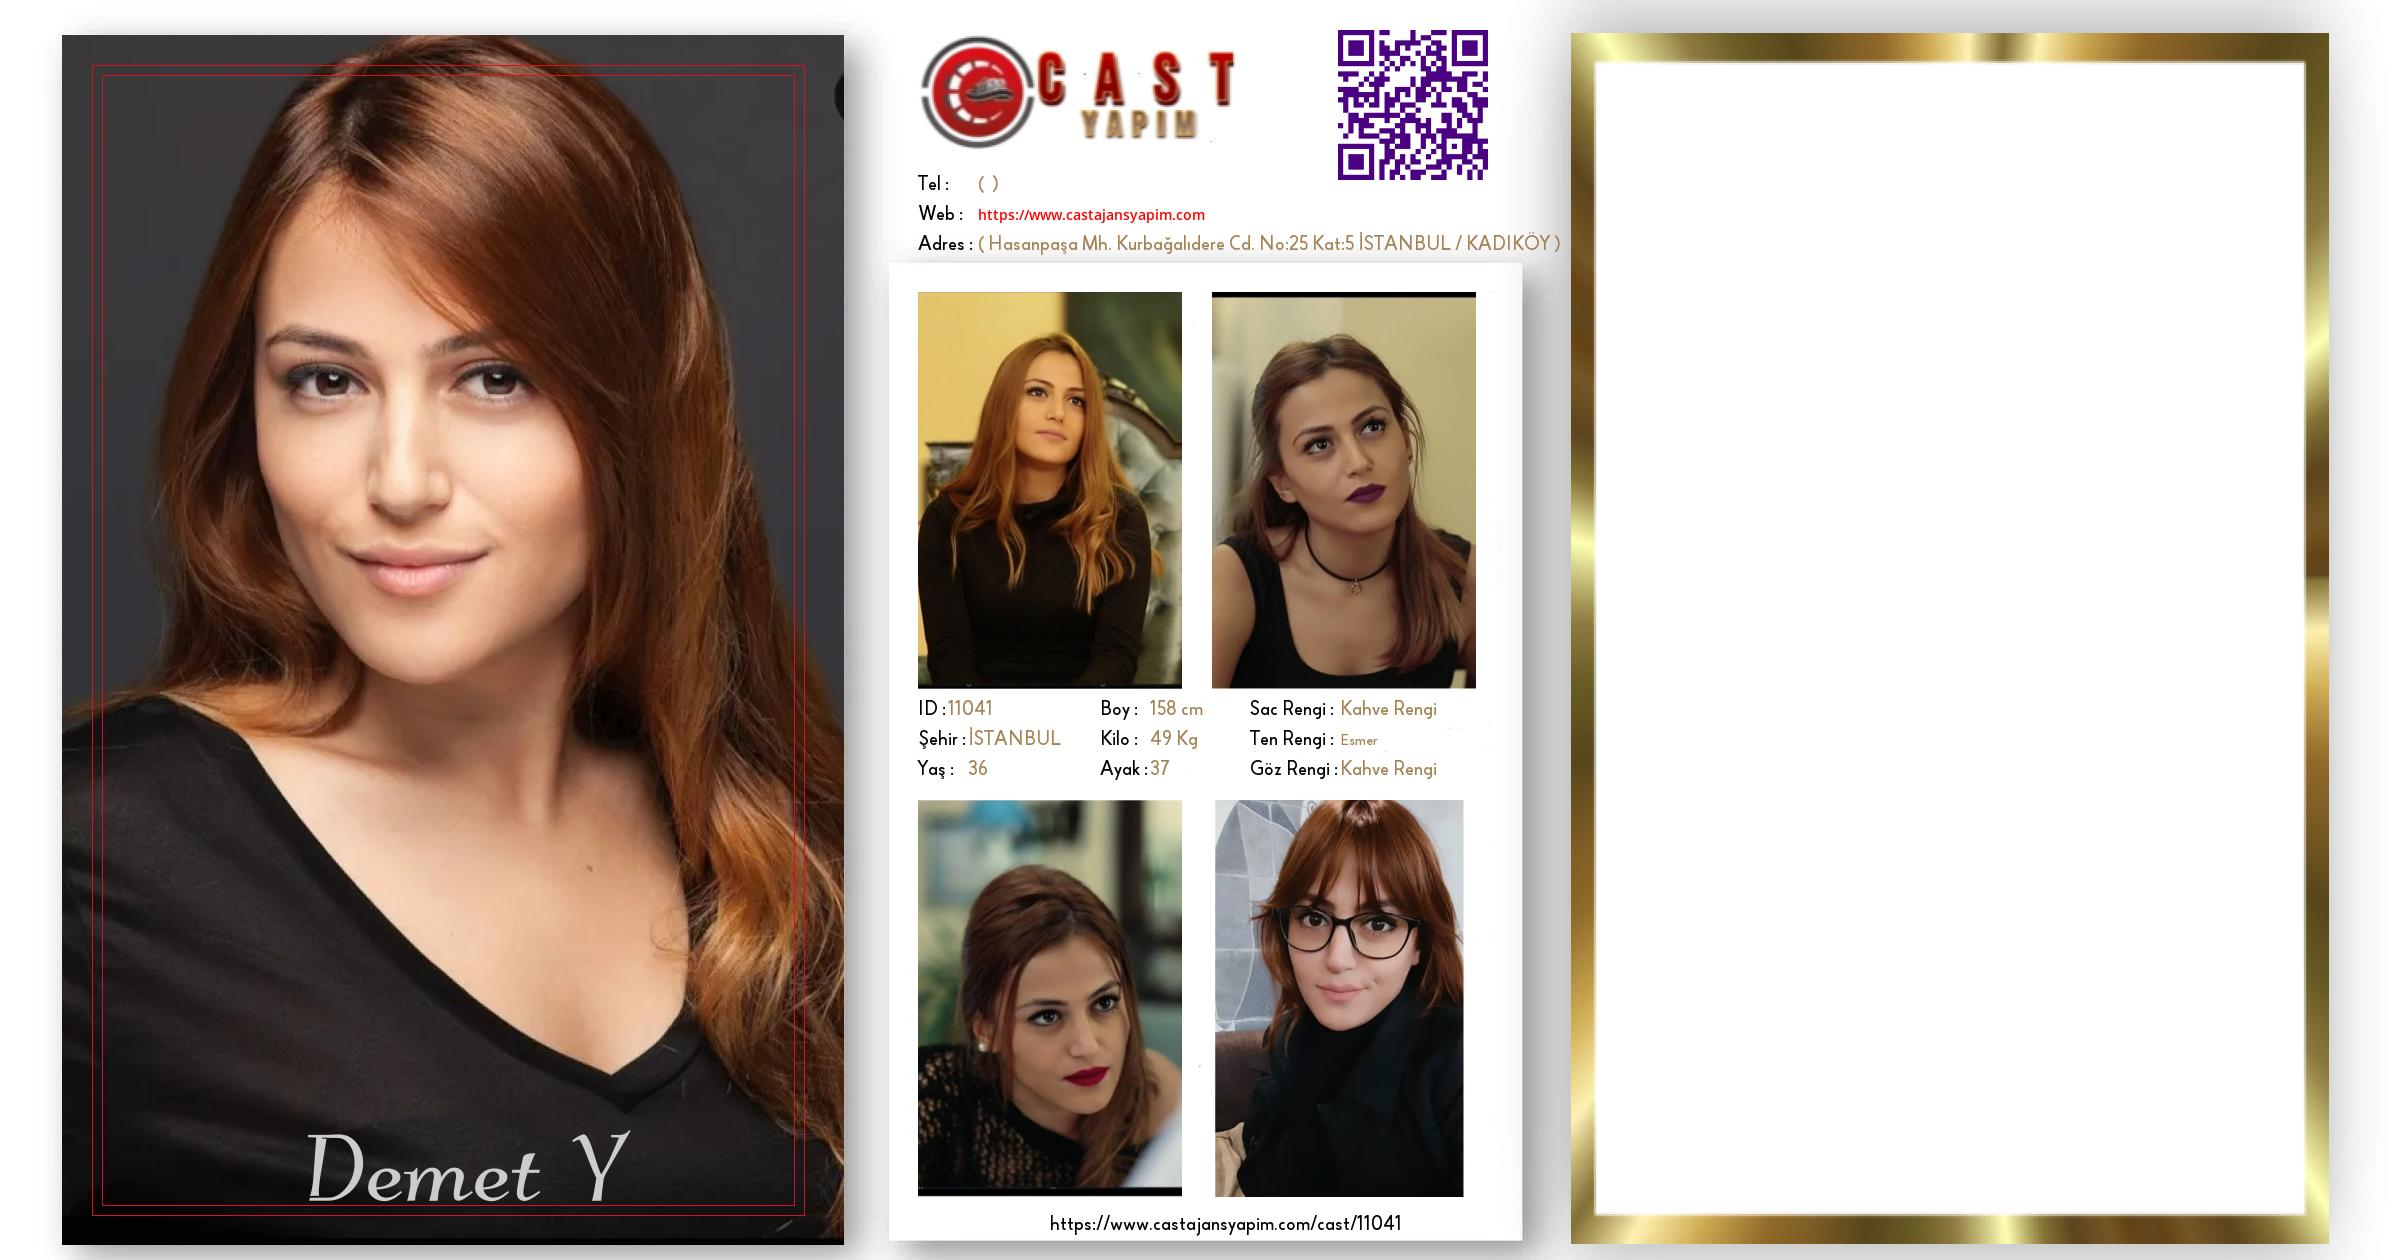 Demet Y
CAST
YAPIM
Tel : ( )
Web : https://www.castajansyapim.com
Adres : ( Hasanpaşa Mh. Kurbağalıdere Cd. No:25 Kat:5 İSTANBUL / KADIKÖY )
ID : 11041 Boy : 158 cm Sac Rengi : Kahve Rengi
Şehir : İSTANBUL Kilo : 49 Kg Ten Rengi : Esmer
Yaş : 36 Ayak : 37 Göz Rengi : Kahve Rengi
https://www.castajansyapim.com/cast/11041